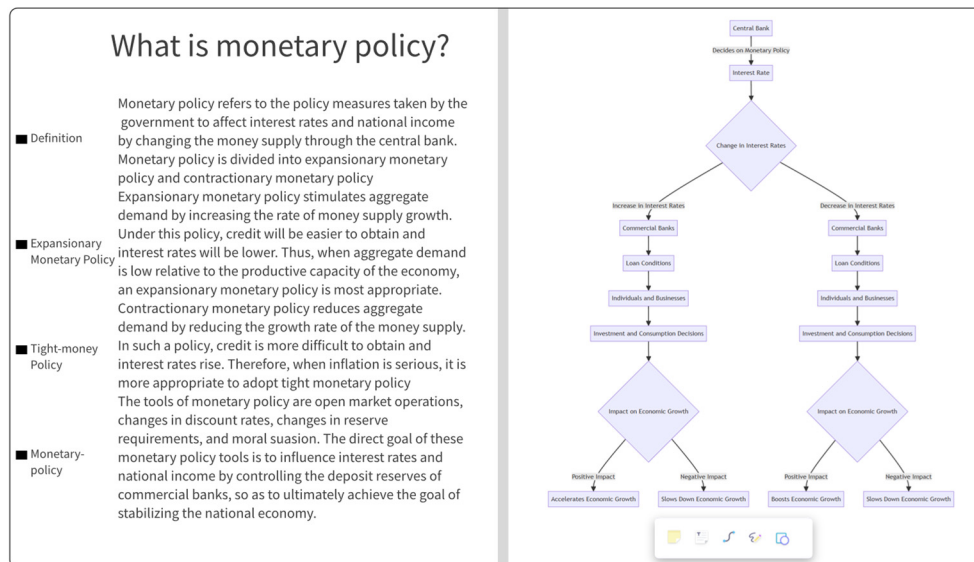 What is monetary policy?
Definition
Monetary policy refers to the policy measures taken by the
government to affect interest rates and national income
by changing the money supply through the central bank.
Monetary policy is divided into expansionary monetary
policy and contractionary monetary policy
Expansionary
Monetary Policy
Expansionary monetary policy stimulates aggregate
demand by increasing the rate of money supply growth.
Under this policy, credit will be easier to obtain and
interest rates will be lower. Thus, when aggregate demand
is low relative to the productive capacity of the economy,
an expansionary monetary policy is most appropriate.
Tight-money
Policy
Contractionary monetary policy reduces aggregate
demand by reducing the growth rate of the money supply.
In such a policy, credit is more difficult to obtain and
interest rates rise. Therefore, when inflation is serious, it is
more appropriate to adopt tight monetary policy
Monetary-
policy
The tools of monetary policy are open market operations,
changes in discount rates, changes in reserve
requirements, and moral suasion. The direct goal of these
monetary policy tools is to influence interest rates and
national income by controlling the deposit reserves of
commercial banks, so as to ultimately achieve the goal of
stabilizing the national economy.
Central Bank
Decides on Monetary Policy
Interest Rate
Change in Interest Rates
Increase in Interest Rates
Commercial Banks
Loan Conditions
Individuals and Businesses
Investment and Consumption Decisions
Impact on Economic Growth
Positive Impact
Negative Impact
Accelerates Economic Growth
Slows Down Economic Growth
Decrease in Interest Rates
Commercial Banks
Loan Conditions
Individuals and Businesses
Investment and Consumption Decisions
Impact on Economic Growth
Positive Impact
Negative Impact
Boosts Economic Growth
Slows Down Economic Growth
T